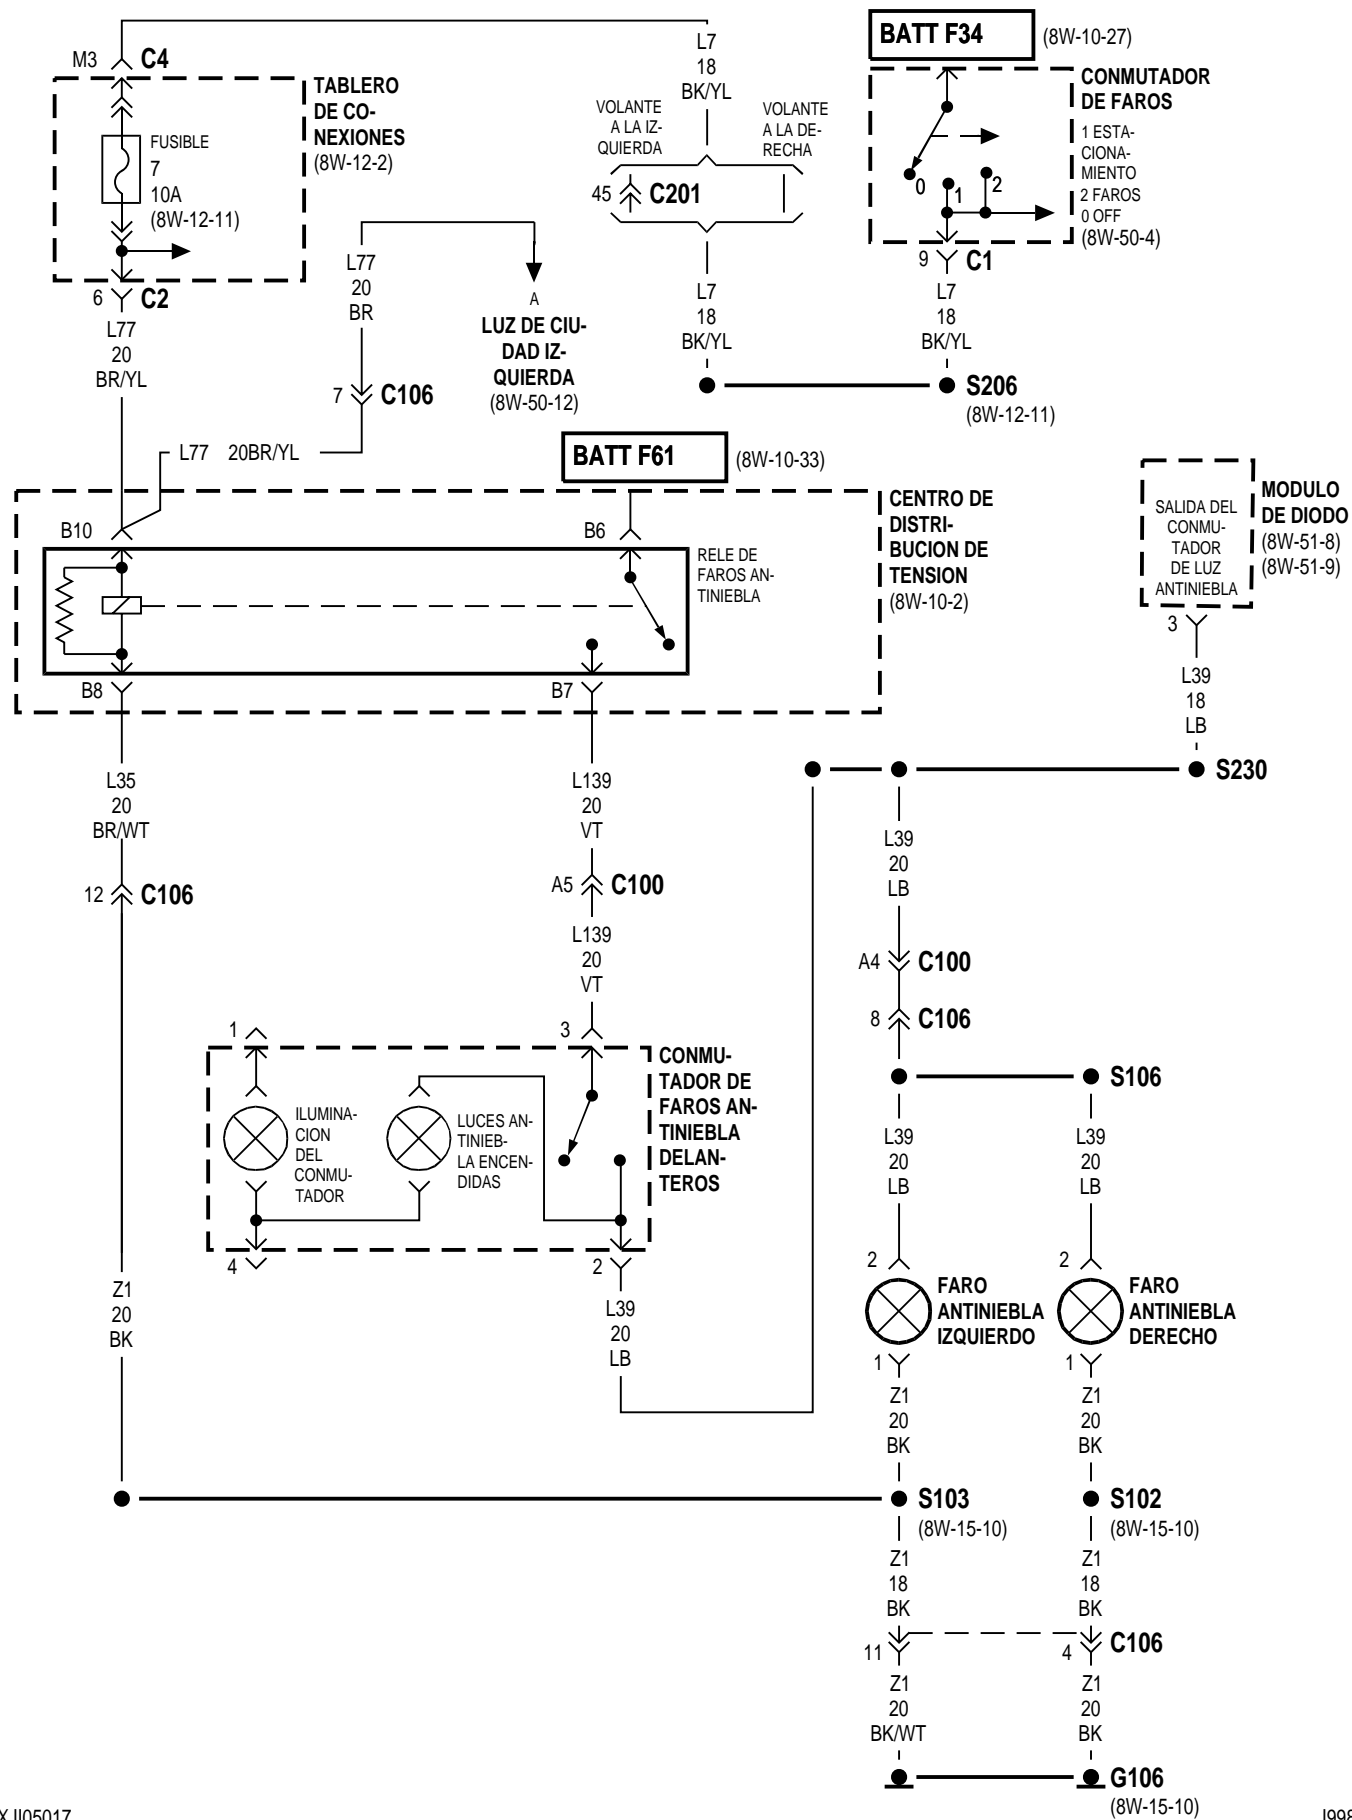 BATT F34
(8W-10-27)
M3
C4
TABLERO
DE CO-
NEXIONES
(8W-12-2)
FUSIBLE
7
10A
(8W-12-11)
6
C2
L77
20
BR/YL
L77
20
BR
7
C106
L77 20BR/YL
A
LUZ DE CIU-
DAD IZ-
QUIERDA
(8W-50-12)
L7
18
BK/YL
VOLANTE
A LA IZ-
QUIERDA
VOLANTE
A LA DE-
RECHA
45
C201
L7
18
BK/YL
CONMUTADOR
DE FAROS
1 ESTA-
CIONA-
MIENTO
2 FAROS
0 OFF
(8W-50-4)
0
1
2
9
C1
L7
18
BK/YL
S206
(8W-12-11)
BATT F61
(8W-10-33)
CENTRO DE
DISTRI-
BUCION DE
TENSION
(8W-10-2)
B10
B6
RELE DE
FAROS AN-
TINIEBLA
B8
B7
SALIDA DEL
CONMU-
TADOR
DE LUZ
ANTINIEBLA
MODULO
DE DIODO
(8W-51-8)
(8W-51-9)
3
L39
18
LB
S230
L35
20
BR/WT
12
C106
L139
20
VT
A5
C100
L139
20
VT
L39
20
LB
A4
C100
8
C106
S106
1
3
CONMU-
TADOR DE
FAROS AN-
TINIEBLA
DELAN-
TEROS
ILUMINA-
CION
DEL
CONMU-
TADOR
LUCES AN-
TINIEB-
LA ENCEN-
DIDAS
4
2
L39
20
LB
L39
20
LB
L39
20
LB
2
FARO
ANTINIEBLA
IZQUIERDO
1
2
FARO
ANTINIEBLA
DERECHO
1
Z1
20
BK
Z1
20
BK
Z1
20
BK
S103
(8W-15-10)
S102
(8W-15-10)
Z1
18
BK
Z1
18
BK
11
4
C106
Z1
20
BK/WT
Z1
20
BK
G106
(8W-15-10)